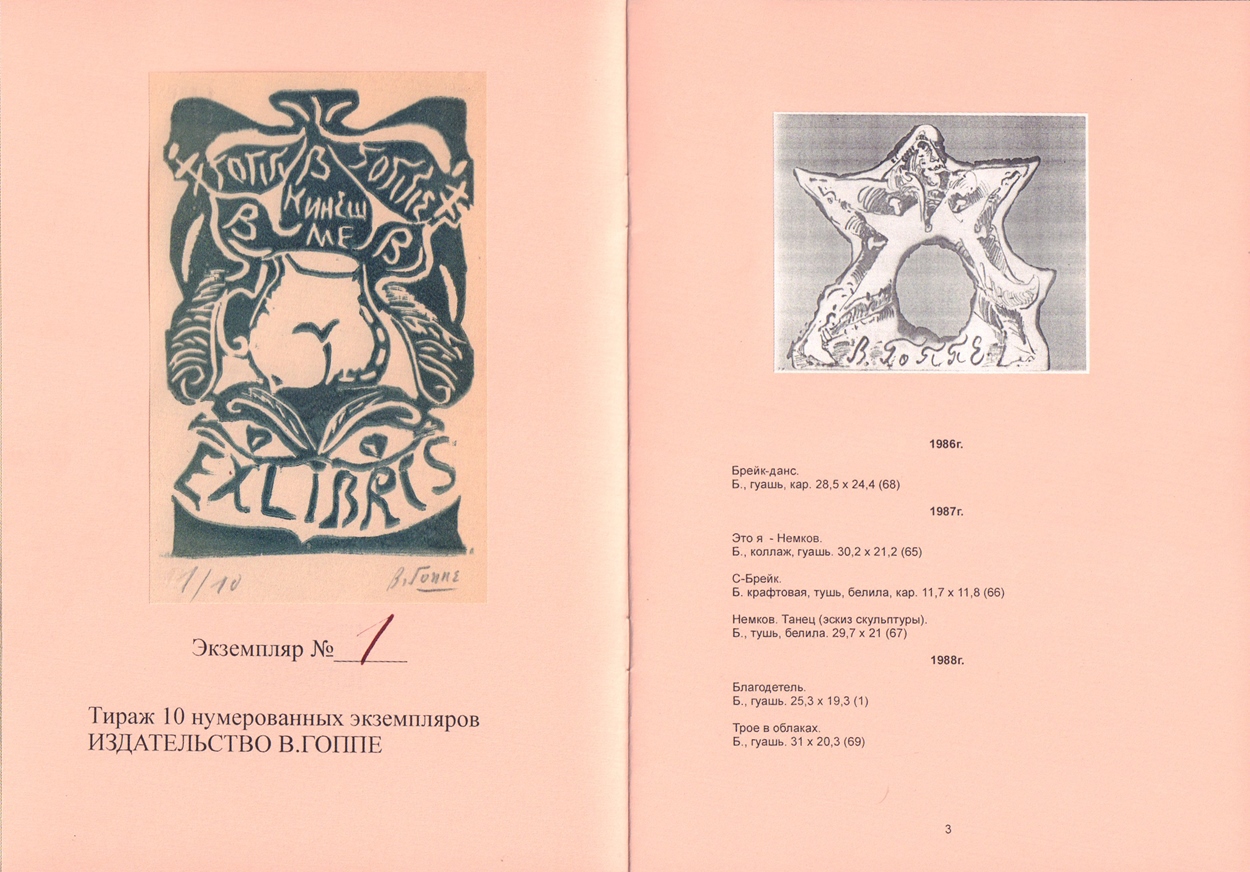 ГОППЕ В ГОППЕ
В КИНЕШ В
МЕ
EXLIBRIS
1/10 В. Гоппе
Экземпляр № 1
Тираж 10 нумерованных экземпляров
ИЗДАТЕЛЬСТВО В.ГОППЕ
В. ГОППЕ
1986г.
Брейк-данс.
Б., гуашь, кар. 28,5 x 24,4 (68)
1987г.
Это я - Немков.
Б., коллаж, гуашь. 30,2 x 21,2 (65)
С-Брейк.
Б. крафтовая, тушь, белила, кар. 11,7 x 11,8 (66)
Немков. Танец (эскиз скульптуры).
Б., тушь, белила. 29,7 x 21 (67)
1988г.
Благодетель.
Б., гуашь. 25,3 x 19,3 (1)
Трое в облаках.
Б., гуашь. 31 x 20,3 (69)
3